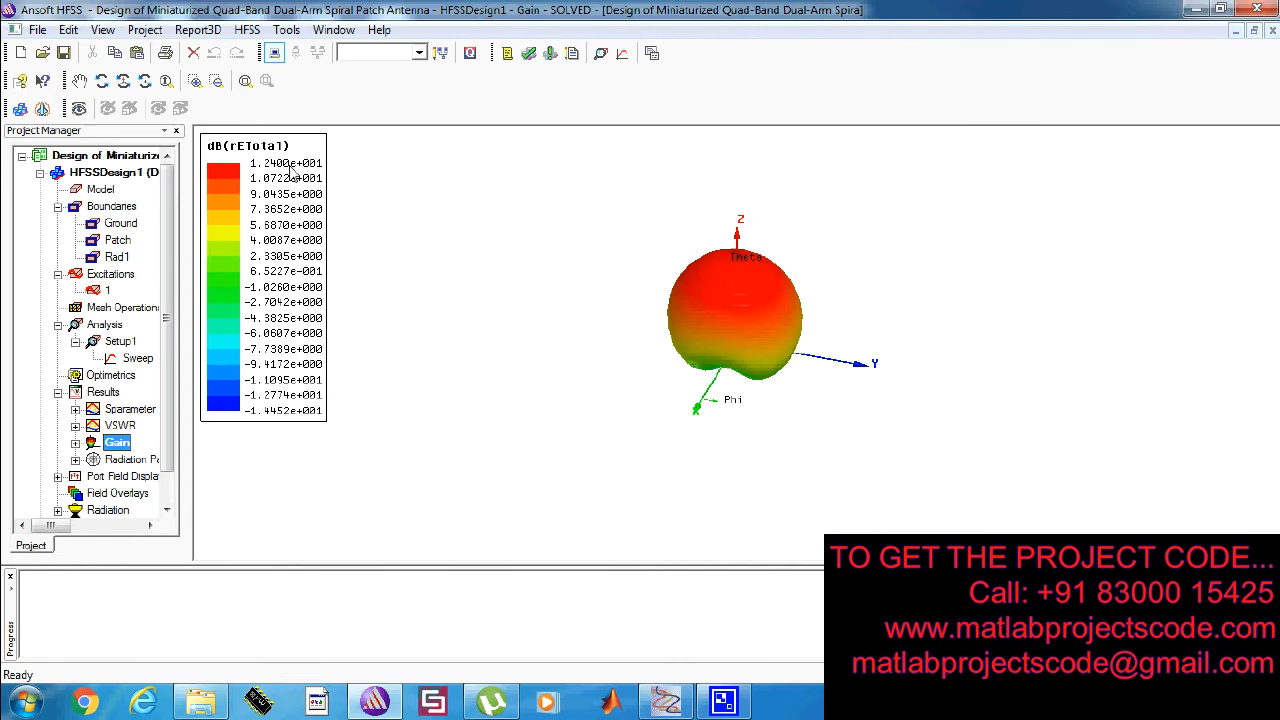 Ansoft HFSS - Design of Miniaturized Quad-Band Dual-Arm Spiral Patch Antenna - HFSSDesign1 - Gain - SOLVED - [Design of Miniaturized Quad-Band Dual-Arm Spira]
File Edit View Project Report3D HFSS Tools Window Help
Project Manager
Design of Miniaturize
HFSSDesign1 (D
Model
Boundaries
Ground
Patch
Rad1
Excitations
1
Mesh Operation
Analysis
Setup1
Sweep
Optimetrics
Results
Sparameter
VSWR
Gain
Radiation Pa
Port Field Display
Field Overlays
Radiation
Project
dB(rETotal)
1.2400e+001
1.0722e+001
9.0435e+000
7.3652e+000
5.6870e+000
4.0087e+000
2.3305e+000
6.5227e-001
-1.0260e+000
-2.7042e+000
-4.3825e+000
-6.0607e+000
-7.7389e+000
-9.4172e+000
-1.1095e+001
-1.2774e+001
-1.4452e+001
Z
Theta
Y
X
Phi
Progress
Ready
TO GET THE PROJECT CODE...
Call: +91 83000 15425
www.matlabprojectscode.com
matlabprojectscode@gmail.com